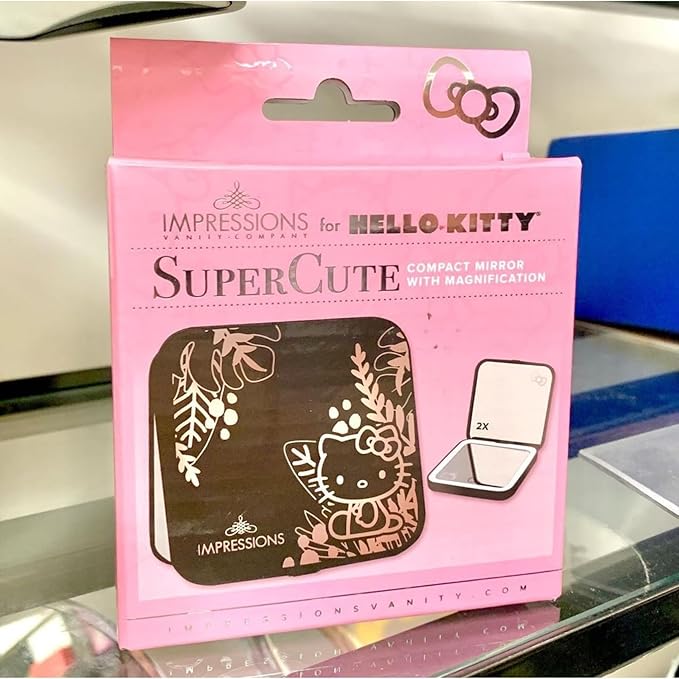 IMPRESSIONS for HELLO KITTY®
VANITY·COMPANY
SUPERCUTE COMPACT MIRROR
WITH MAGNIFICATION
2X
IMPRESSIONS
IMPRESSIONSVANITY.COM